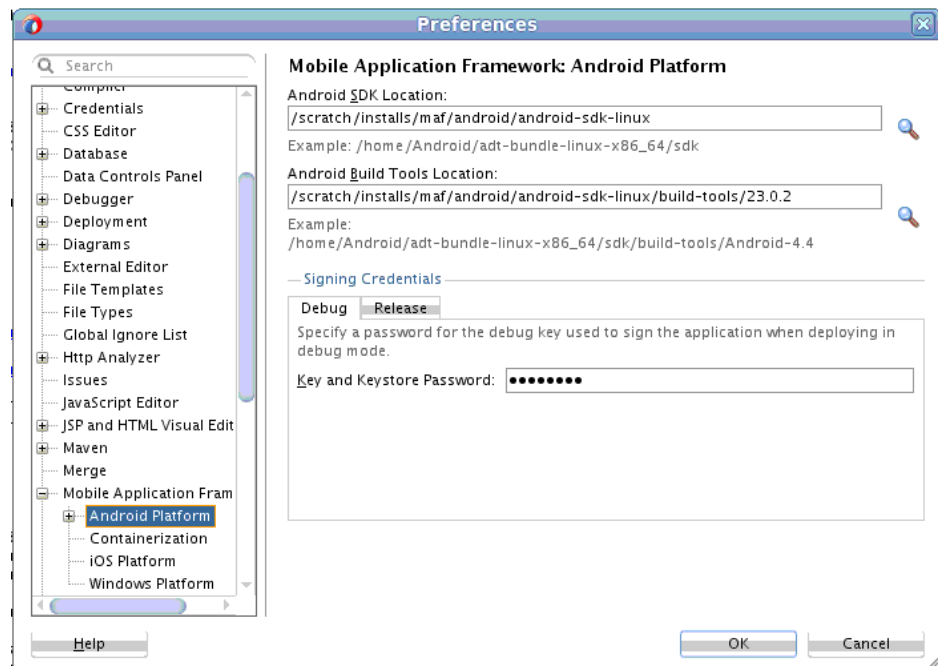 Preferences
Search
Compiler
Credentials
CSS Editor
Database
Data Controls Panel
Debugger
Deployment
Diagrams
External Editor
File Templates
File Types
Global Ignore List
Http Analyzer
Issues
JavaScript Editor
JSP and HTML Visual Edit
Maven
Merge
Mobile Application Fram
Android Platform
Containerization
iOS Platform
Windows Platform
Mobile Application Framework: Android Platform
Android SDK Location:
/scratch/installs/maf/android/android-sdk-linux
Example: /home/Android/adt-bundle-linux-x86_64/sdk
Android Build Tools Location:
/scratch/installs/maf/android/android-sdk-linux/build-tools/23.0.2
Example:
/home/Android/adt-bundle-linux-x86_64/sdk/build-tools/Android-4.4
Signing Credentials
Debug Release
Specify a password for the debug key used to sign the application when deploying in
debug mode.
Key and Keystore Password: ••••••••
Help OK Cancel